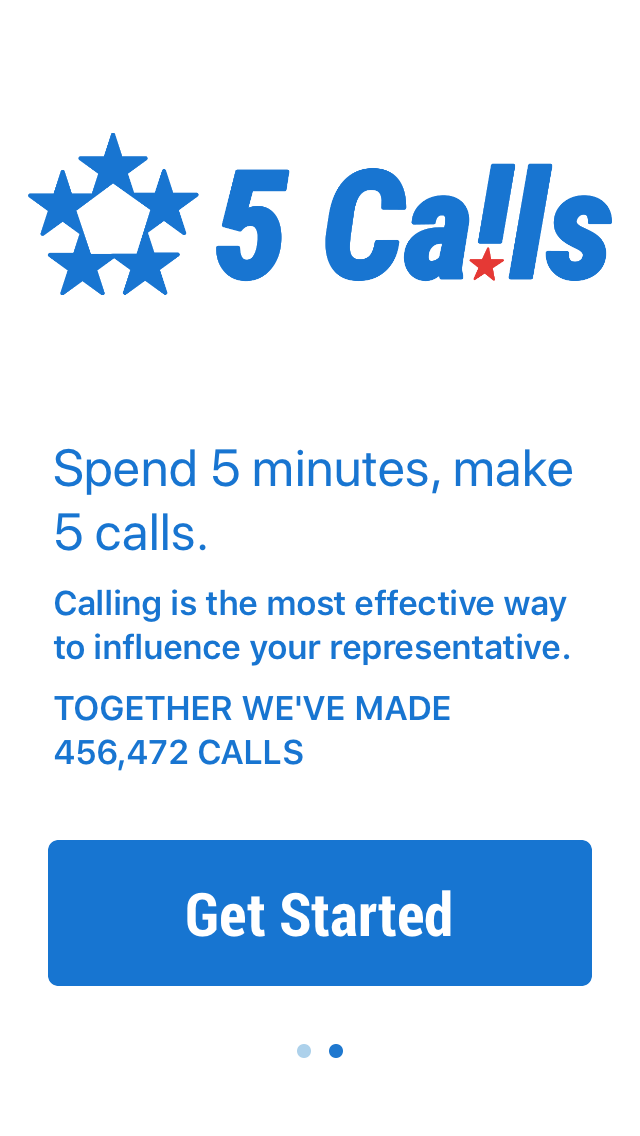 5 Calls
Spend 5 minutes, make
5 calls.
Calling is the most effective way
to influence your representative.
TOGETHER WE'VE MADE
456,472 CALLS
Get Started